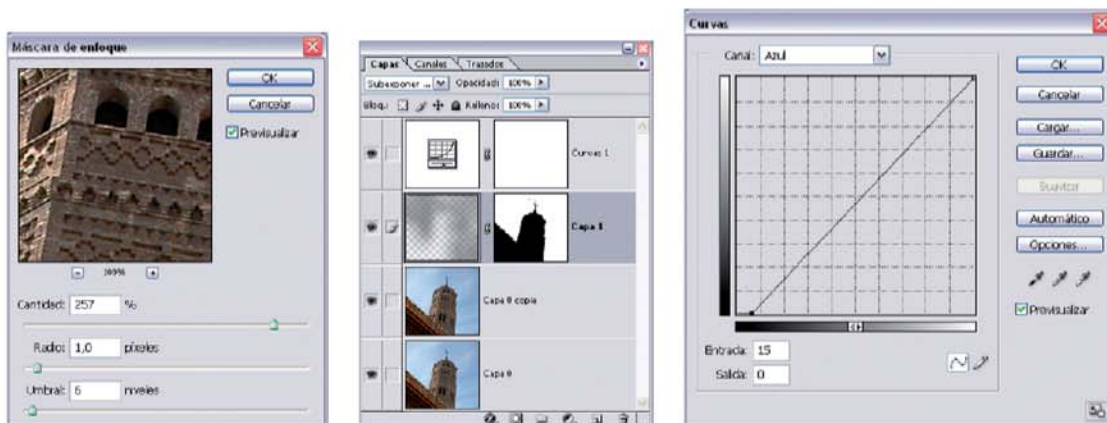 Máscara de enfoque
OK
Cancelar
Previsualizar
100%
Cantidad: 257 %
Radio: 1,0 píxeles
Umbral: 6 niveles
Capas Canales Trazados
Subexponer ... Opacidad: 100%
Bloq.: Relleno: 100%
Curvas 1
Capa 1
Capa 0 copia
Capa 0
Curvas
Canal: Azul
OK
Cancelar
Cargar...
Guardar...
Suavizar
Automático
Opciones...
Previsualizar
Entrada: 15
Salida: 0